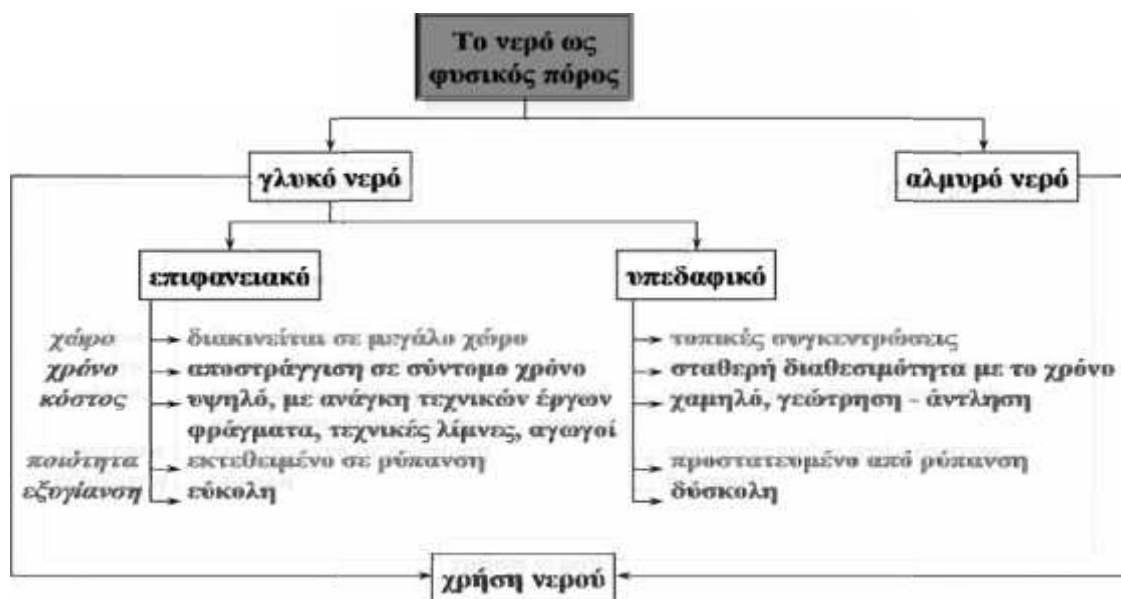 Το νερό ως
φυσικός πόρος
γλυκό νερό
αλμυρό νερό
επιφανειακό
υπεδαφικό
χώρο
διακινείται σε μεγάλο χώρο
τοπικές συγκεντρώσεις
χρόνο
αποστράγγιση σε σύντομο χρόνο
σταθερή διαθεσιμότητα με το χρόνο
κόστος
υψηλό, με ανάγκη τεχνικών έργων
φράγματα, τεχνικές λίμνες, αγωγοί
χαμηλό, γεώτρηση - άντληση
ποιότητα
εκτεθειμένο σε ρύπανση
προστατευμένο από ρύπανση
εξυγίανση
εύκολη
δύσκολη
χρήση νερού